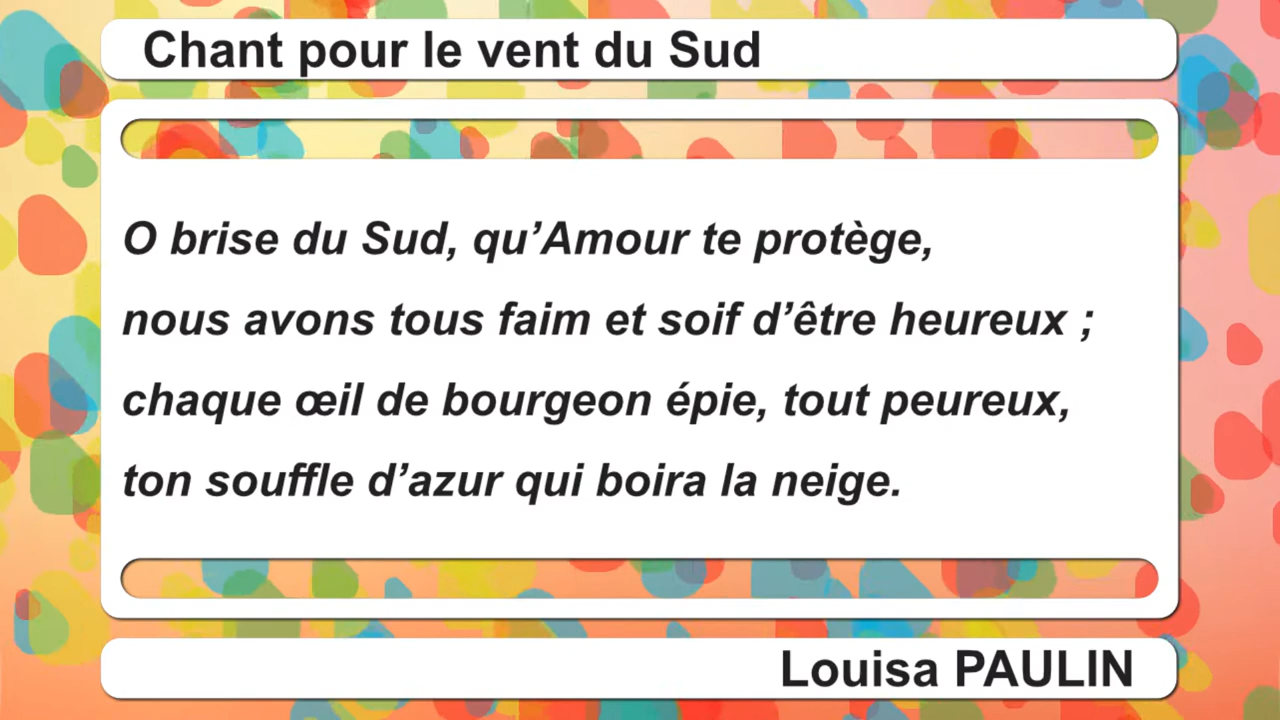 Chant pour le vent du Sud
O brise du Sud, qu’Amour te protège,
nous avons tous faim et soif d’être heureux ;
chaque œil de bourgeon épie, tout peureux,
ton souffle d’azur qui boira la neige.
Louisa PAULIN